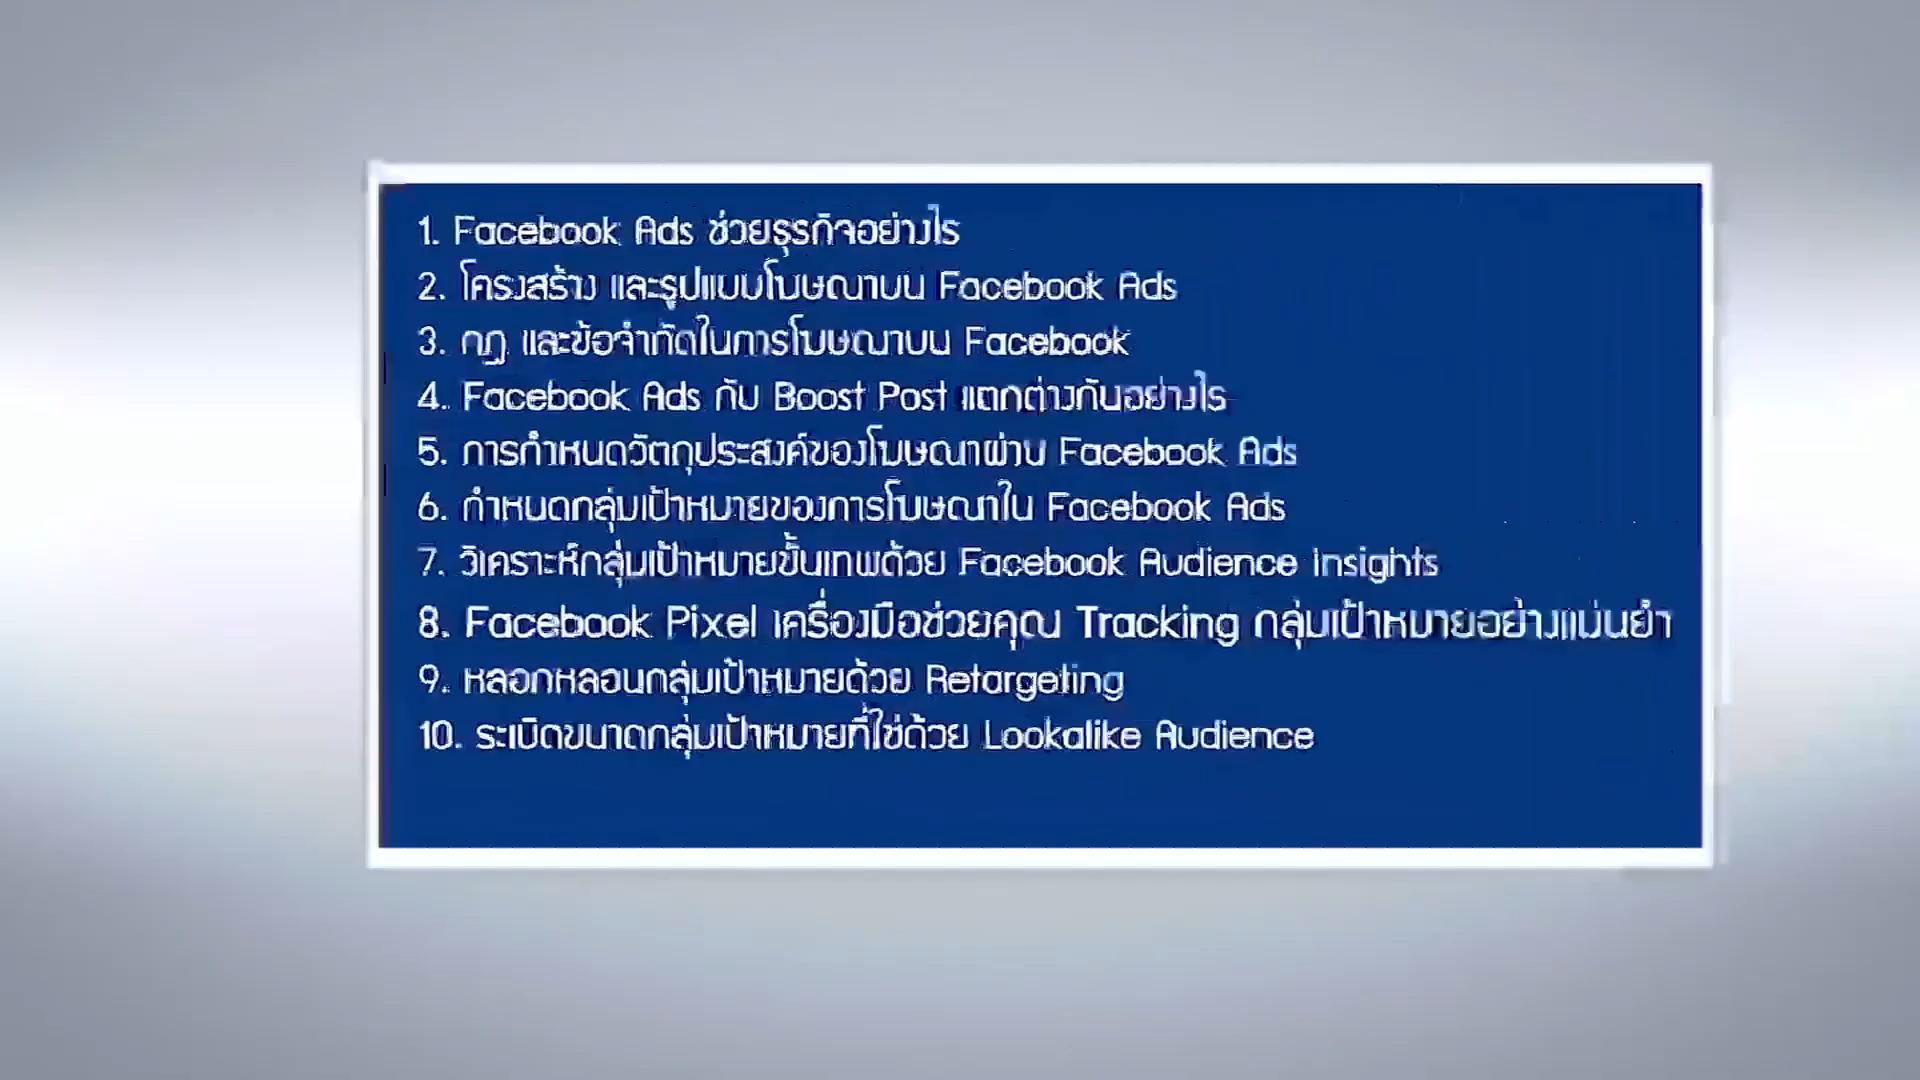 1. Facebook Ads ช่วยธุรกิจอย่างไร
2. โครงสร้าง และรูปแบบโฆษณาบน Facebook Ads
3. กฎ และข้อจำกัดในการโฆษณาบน Facebook
4. Facebook Ads กับ Boost Post แตกต่างกันอย่างไร
5. การกำหนดวัตถุประสงค์ของโฆษณาผ่าน Facebook Ads
6. กำหนดกลุ่มเป้าหมายของการโฆษณาใน Facebook Ads
7. วิเคราะห์กลุ่มเป้าหมายขั้นเทพด้วย Facebook Audience Insights
8. Facebook Pixel เครื่องมือช่วยคุณ Tracking กลุ่มเป้าหมายอย่างแม่นยำ
9. หลอกหลอนกลุ่มเป้าหมายด้วย Retargeting
10. ระเบิดขนาดกลุ่มเป้าหมายที่ใช่ด้วย Lookalike Audience